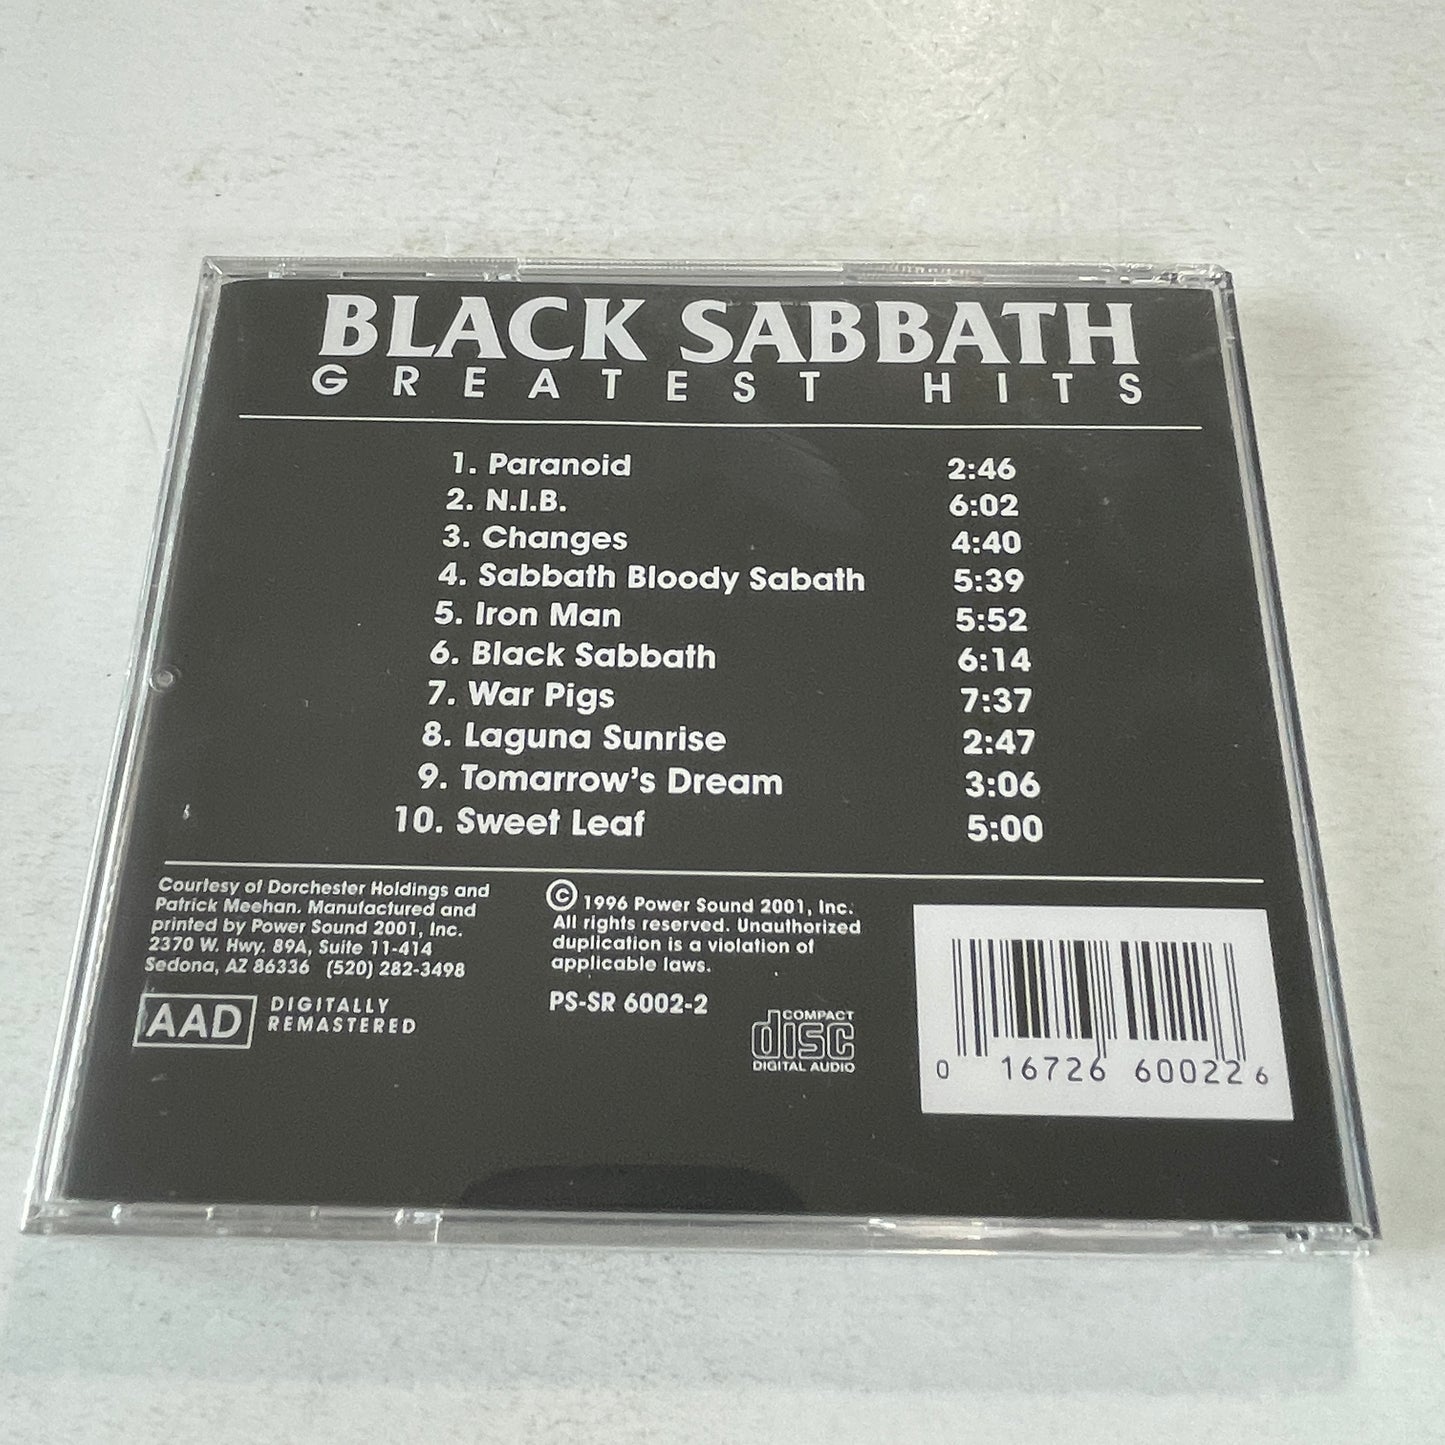 BLACK SABBATH
GREATEST HITS
1. Paranoid 2:46
2. N.I.B. 6:02
3. Changes 4:40
4. Sabbath Bloody Sabath 5:39
5. Iron Man 5:52
6. Black Sabbath 6:14
7. War Pigs 7:37
8. Laguna Sunrise 2:47
9. Tomarrow's Dream 3:06
10. Sweet Leaf 5:00
Courtesy of Dorchester Holdings and
Patrick Meehan. Manufactured and
printed by Power Sound 2001, Inc.
2370 W. Hwy. 89A, Suite 11-414
Sedona, AZ 86336 (520) 282-3498
AAD DIGITALLY
REMASTERED
© 1996 Power Sound 2001, Inc.
All rights reserved. Unauthorized
duplication is a violation of
applicable laws.
PS-SR 6002-2
COMPACT
disc
DIGITAL AUDIO
0 16726 60022 6